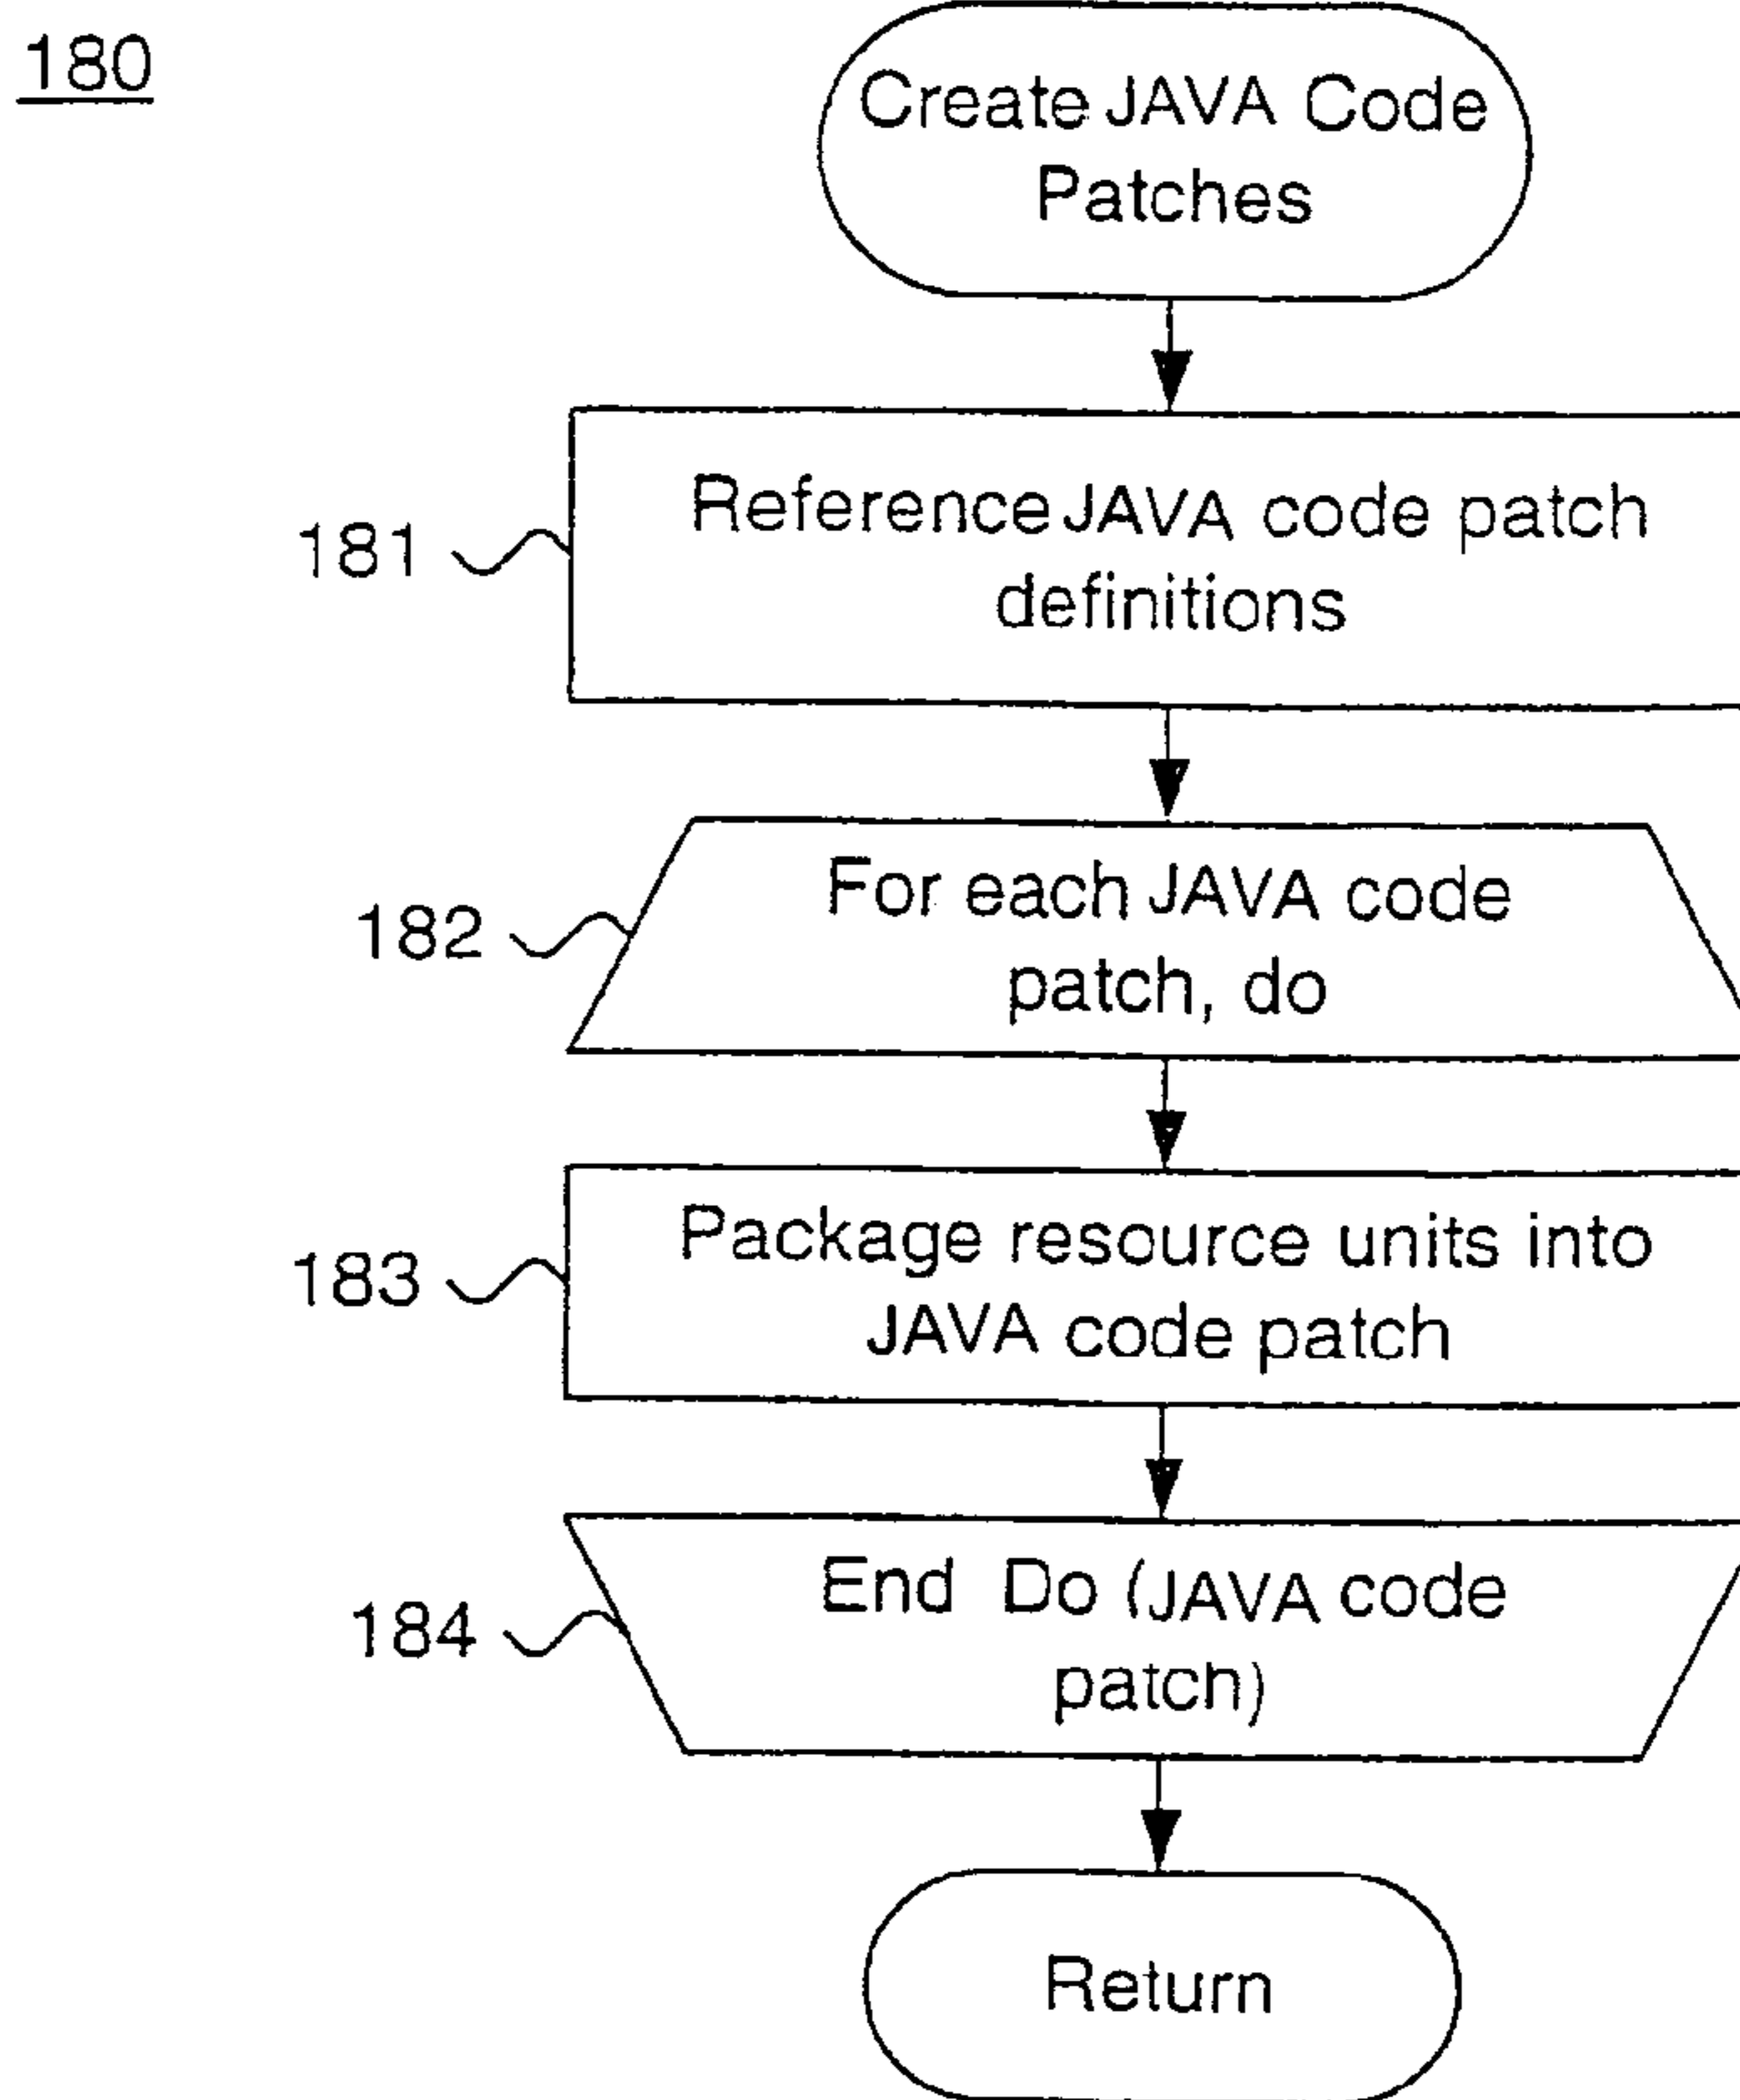 180
Create JAVA Code
Patches
181
Reference JAVA code patch
definitions
182
For each JAVA code
patch, do
183
Package resource units into
JAVA code patch
184
End Do (JAVA code
patch)
Return